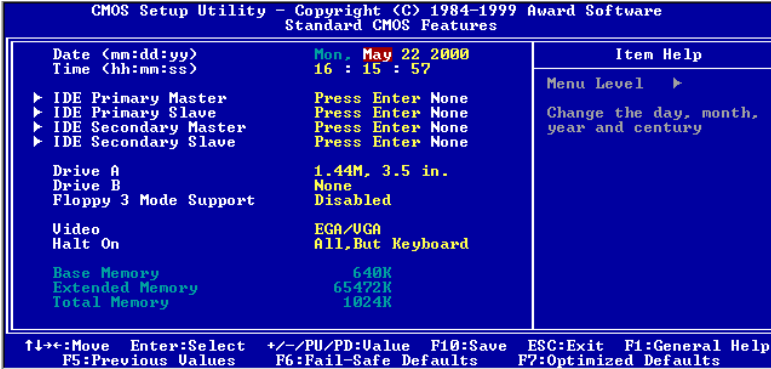 CMOS Setup Utility - Copyright (C) 1984-1999 Award Software
Standard CMOS Features
Date (mm:dd:yy) Mon, May 22 2000
Time (hh:mm:ss) 16 : 15 : 57
IDE Primary Master Press Enter None
IDE Primary Slave Press Enter None
IDE Secondary Master Press Enter None
IDE Secondary Slave Press Enter None
Drive A 1.44M, 3.5 in.
Drive B None
Floppy 3 Mode Support Disabled
Video EGA/VGA
Halt On All,But Keyboard
Base Memory 640K
Extended Memory 65472K
Total Memory 1024K
Item Help
Menu Level
Change the day, month,
year and century
↑↓→←:Move Enter:Select +/-/PU/PD:Value F10:Save ESC:Exit F1:General Help
F5:Previous Values F6:Fail-Safe Defaults F7:Optimized Defaults